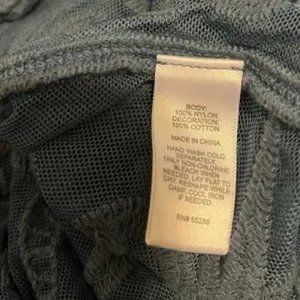 BODY:
100% NYLON
DECORATION:
100% COTTON
MADE IN CHINA
HAND WASH COLD
SEPARATELY.
ONLY NON-CHLORINE
BLEACH WHEN
NEEDED. LAY FLAT TO
DRY. RESHAPE WHILE
DAMP. COOL IRON
IF NEEDED.
RN# 55286